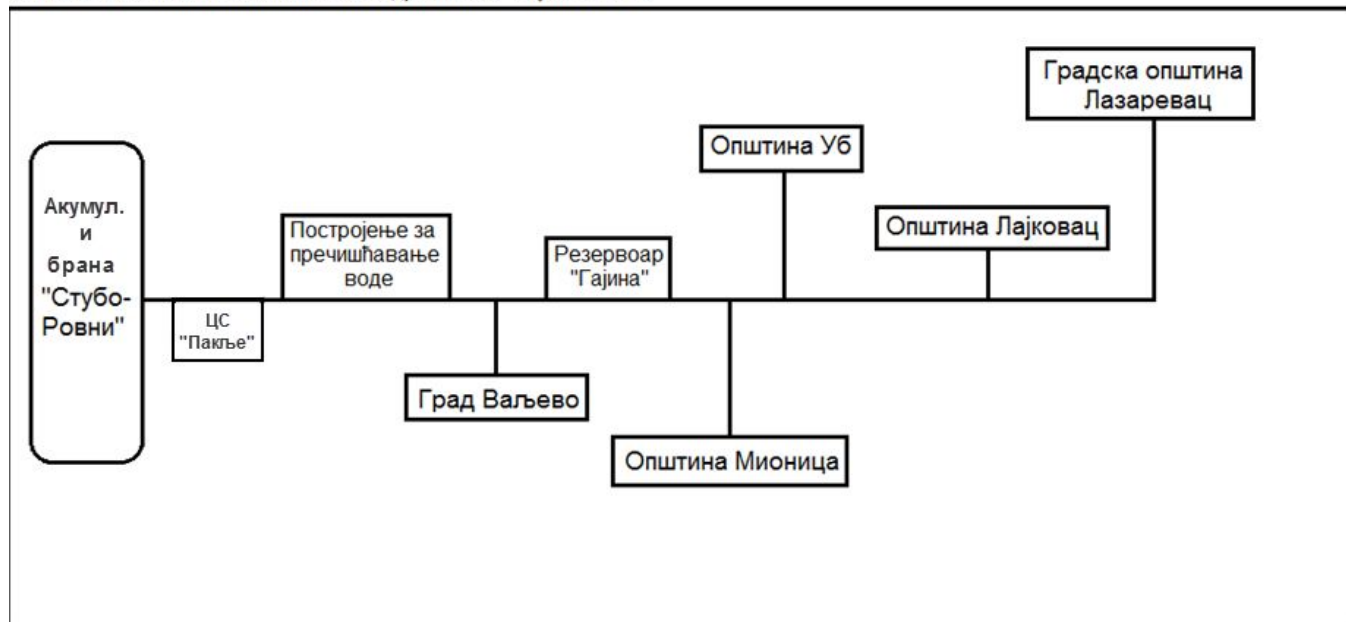 Акумул.
и
брана
"Стубо-
Ровни"
ЦС
"Пакље"
Постројење за
пречишћавање
воде
Град Ваљево
Резервоар
"Гајина"
Општина Мионица
Општина Уб
Општина Лајковац
Градска општина
Лазаревац